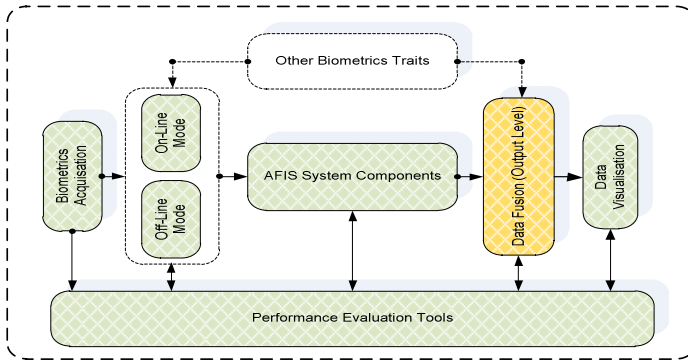 Other Biometrics Traits
Biometrics
Acquisation
On-Line
Mode
Off-Line
Mode
AFIS System Components
Data Fusion (Output Level)
Data
Visualisation
Performance Evaluation Tools